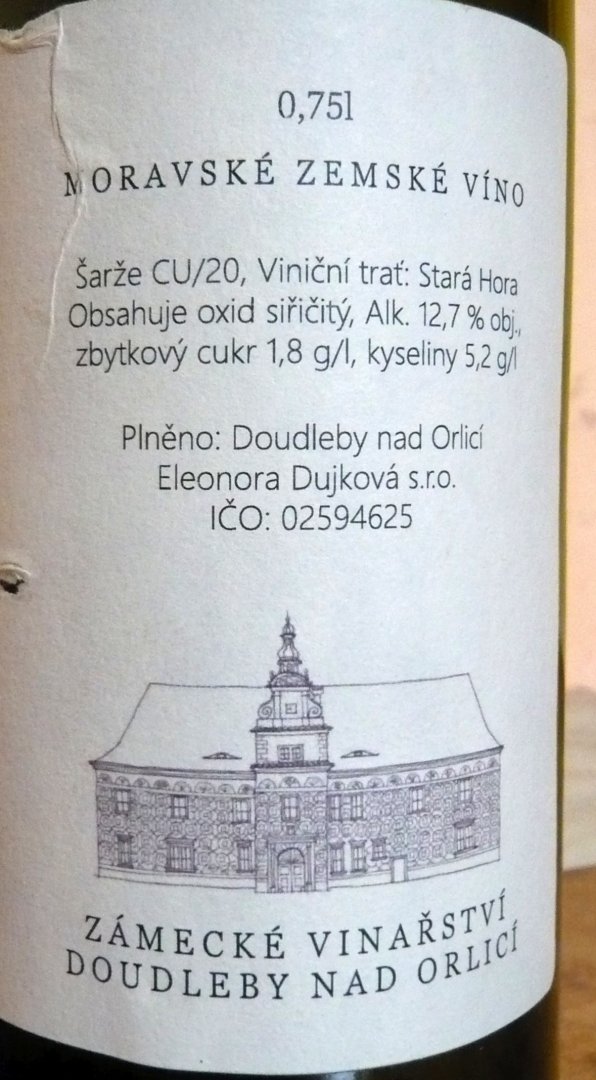 0,75l
MORAVSKÉ ZEMSKÉ VÍNO
Šarže CU/20, Viniční trať: Stará Hora
Obsahuje oxid siřičitý, Alk. 12,7 % obj.,
zbytkový cukr 1,8 g/l, kyseliny 5,2 g/l
Plněno: Doudleby nad Orlicí
Eleonora Dujková s.r.o.
IČO: 02594625
ZÁMECKÉ VINAŘSTVÍ
DOUDLEBY NAD ORLICÍ